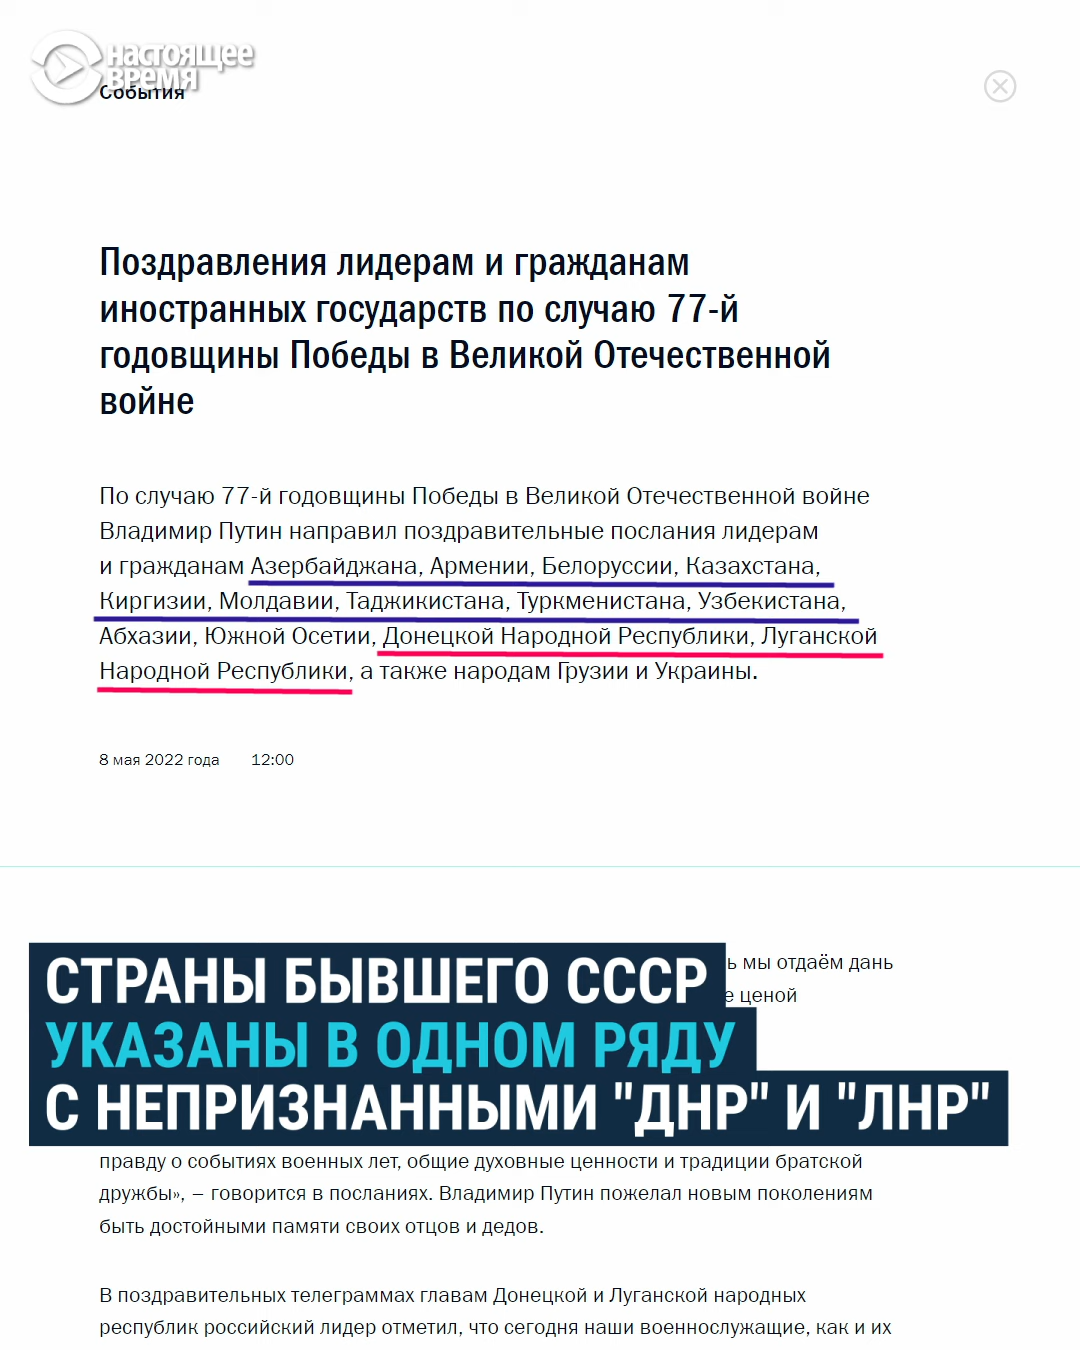 настоящее
время
События
Поздравления лидерам и гражданам
иностранных государств по случаю 77-й
годовщины Победы в Великой Отечественной
войне
По случаю 77-й годовщины Победы в Великой Отечественной войне
Владимир Путин направил поздравительные послания лидерам
и гражданам Азербайджана, Армении, Белоруссии, Казахстана,
Киргизии, Молдавии, Таджикистана, Туркменистана, Узбекистана,
Абхазии, Южной Осетии, Донецкой Народной Республики, Луганской
Народной Республики, а также народам Грузии и Украины.
8 мая 2022 года 12:00
ь мы отдаём дань
е ценой
СТРАНЫ БЫВШЕГО СССР
УКАЗАНЫ В ОДНОМ РЯДУ
С НЕПРИЗНАННЫМИ "ДНР" И "ЛНР"
правду о событиях военных лет, общие духовные ценности и традиции братской
дружбы», – говорится в посланиях. Владимир Путин пожелал новым поколениям
быть достойными памяти своих отцов и дедов.
В поздравительных телеграммах главам Донецкой и Луганской народных
республик российский лидер отметил, что сегодня наши военнослужащие, как и их